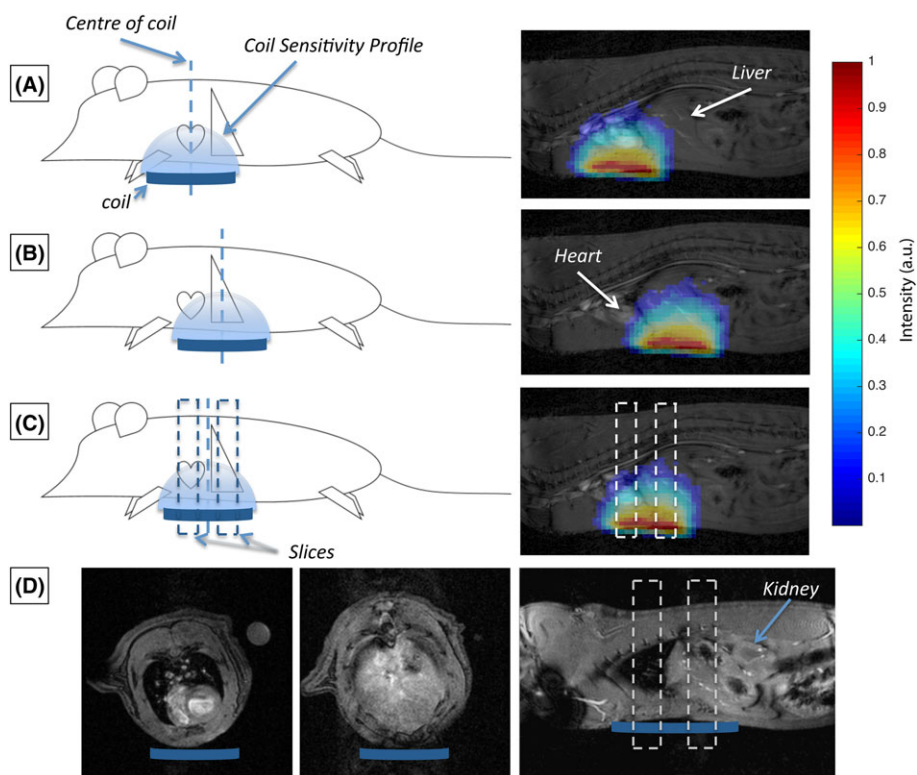 Centre of coil
Coil Sensitivity Profile
(A)
coil
Liver
(B)
Heart
(C)
Slices
(D)
Kidney
1
0.9
0.8
0.7
0.6
0.5
0.4
0.3
0.2
0.1
Intensity (a.u.)